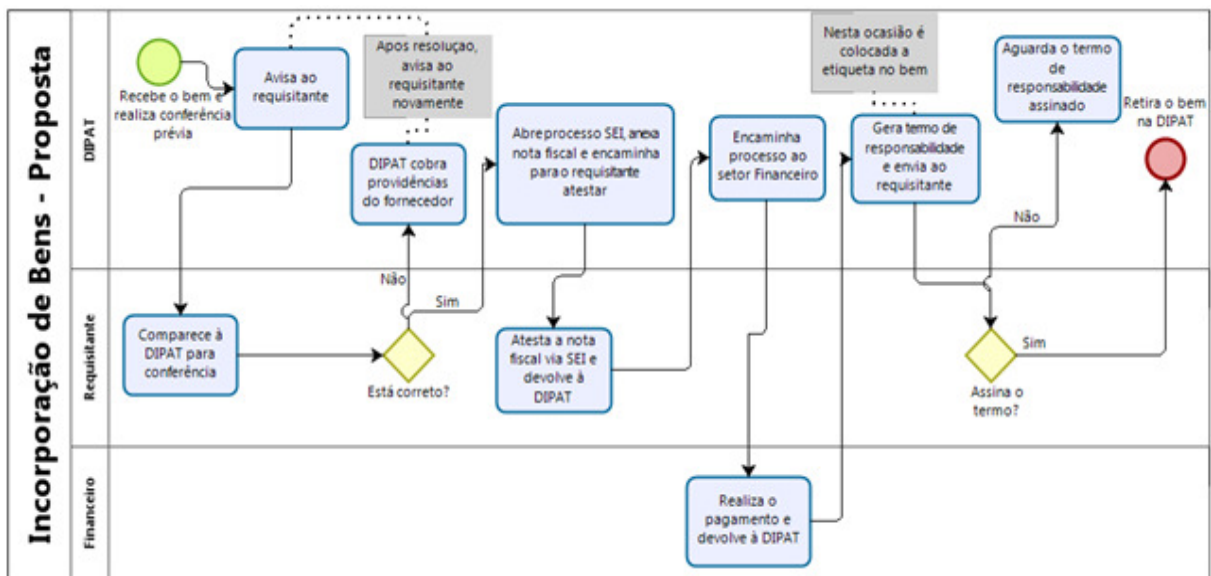 Incorporação de Bens - Proposta
DIPAT
Recebe o bem e
realiza conferência
prévia
Avisa ao
requisitante
Apos resoluçao,
avisa ao
requisitante
novamente
DIPAT cobra
providências
do fornecedor
Abre processo SEI, anexa
nota fiscal e encaminha
para o requisitante
atestar
Encaminha
processo ao
setor Financeiro
Nesta ocasião é
colocada a
etiqueta no bem
Gera termo de
responsabilidade
e envia ao
requisitante
Aguarda o termo
de
responsabilidade
assinado
Retira o bem
na DIPAT
Não
Requisitante
Comparece à
DIPAT para
conferência
Não
Sim
Está correto?
Atesta a nota
fiscal via SEI e
devolve à
DIPAT
Sim
Assina o
termo?
Financeiro
Realiza o
pagamento e
devolve à DIPAT